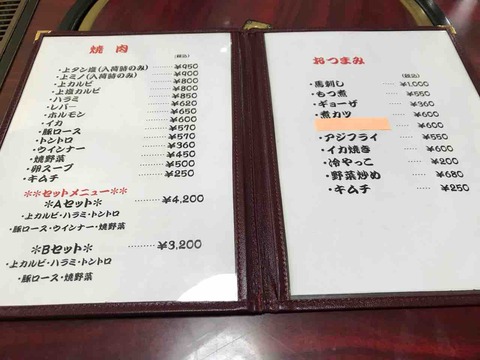 焼肉
(税込)
・上タン塩(入荷時のみ) ……… ¥950
・上ミノ(入荷時のみ) ……… ¥900
・上カルビ ……… ¥800
・上塩カルビ ……… ¥800
・ハラミ ……… ¥850
・レバー ……… ¥620
・ホルモン ……… ¥650
・イカ ……… ¥600
・豚ロース ……… ¥570
・トントロ ……… ¥570
・ウインナー ……… ¥360
・焼野菜 ……… ¥450
・卵スープ ……… ¥500
・キムチ ……… ¥250
**セットメニュー**
*Aセット* ……… ¥4,200
・上カルビ・ハラミ・トントロ
・豚ロース・ウインナー・焼野菜
*Bセット* ……… ¥3,200
・上カルビ・ハラミ・トントロ
・豚ロース・焼野菜
おつまみ
(税込)
・馬刺し ……… ¥1,000
・もつ煮 ……… ¥550
・ギョーザ ……… ¥360
・煮カツ ……… ¥600
……… ¥600
・アジフライ ……… ¥550
・イカ焼き ……… ¥600
・冷やっこ ……… ¥200
・野菜炒め ……… ¥680
・キムチ ……… ¥250